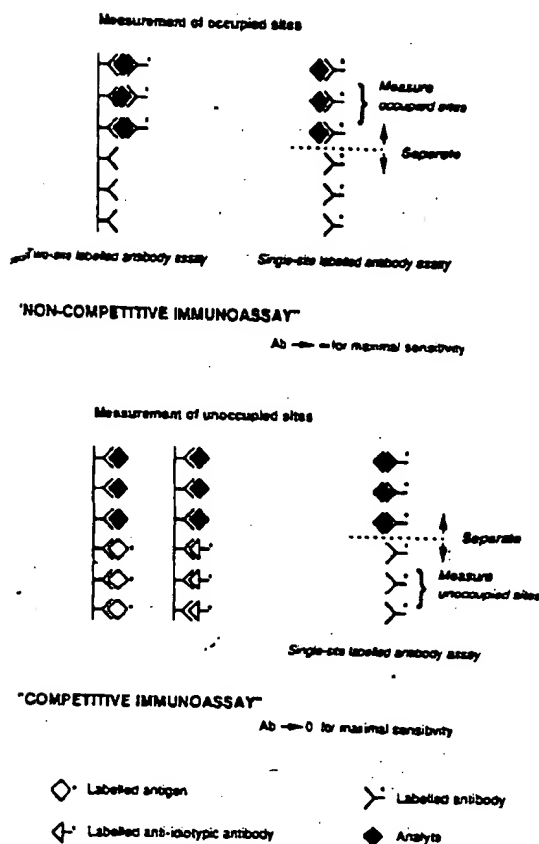 Measurement of occupied sites
Measure
occupied sites
Separate
Two-site labelled antibody assay
Single-site labelled antibody assay
"NON-COMPETITIVE IMMUNOASSAY"
Ab → ∞ for maximal sensitivity
Measurement of unoccupied sites
Separate
Measure
unoccupied sites
Single-site labelled antibody assay
"COMPETITIVE IMMUNOASSAY"
Ab → 0 for maximal sensitivity
Labelled antigen
Labelled antibody
Labelled anti-idiotypic antibody
Analyte